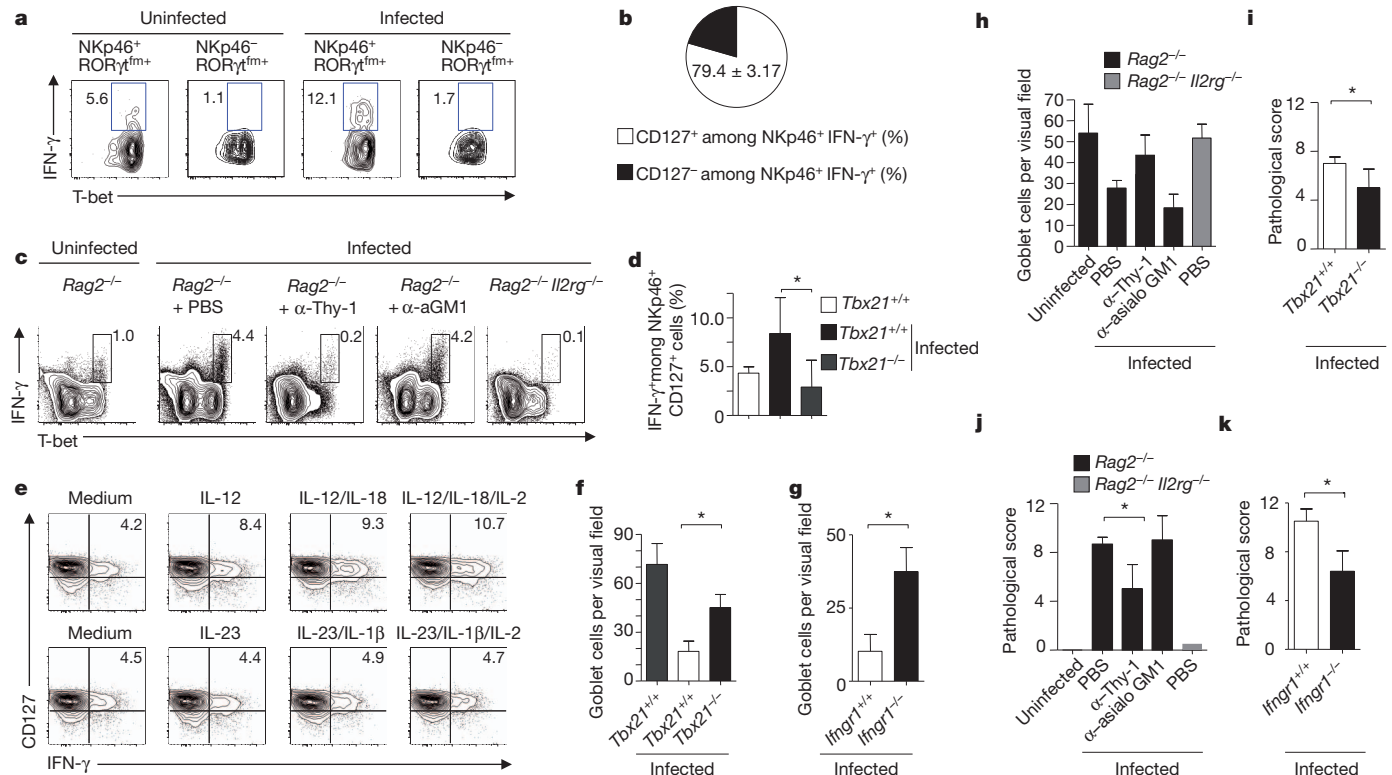 a
Uninfected
Infected
NKp46⁺
RORγtᶠᵐ⁺
NKp46⁻
RORγtᶠᵐ⁺
NKp46⁺
RORγtᶠᵐ⁺
NKp46⁻
RORγtᶠᵐ⁺
5.6
1.1
12.1
1.7
IFN-γ
T-bet
b
79.4 ± 3.17
CD127⁺ among NKp46⁺ IFN-γ⁺ (%)
CD127⁻ among NKp46⁺ IFN-γ⁺ (%)
c
Uninfected
Infected
Rag2⁻/⁻
Rag2⁻/⁻
+ PBS
Rag2⁻/⁻
+ α-Thy-1
Rag2⁻/⁻
+ α-aGM1
Rag2⁻/⁻ Il2rg⁻/⁻
1.0
4.4
0.2
4.2
0.1
IFN-γ
T-bet
d
IFN-γ⁺among NKp46⁺
CD127⁺ cells (%)
10.0
5.0
0
*
Tbx21⁺/⁺
Tbx21⁺/⁺
Tbx21⁻/⁻
Infected
e
Medium
IL-12
IL-12/IL-18
IL-12/IL-18/IL-2
4.2
8.4
9.3
10.7
Medium
IL-23
IL-23/IL-1β
IL-23/IL-1β/IL-2
4.5
4.4
4.9
4.7
CD127
IFN-γ
f
Goblet cells per visual field
90
60
30
0
*
Tbx21⁺/⁺
Tbx21⁺/⁺
Tbx21⁻/⁻
Infected
g
Goblet cells per visual field
50
25
0
*
Ifngr1⁺/⁺
Ifngr1⁻/⁻
Infected
h
Rag2⁻/⁻
Rag2⁻/⁻ Il2rg⁻/⁻
Goblet cells per visual field
70
60
50
40
30
20
10
0
Uninfected
PBS
α-Thy-1
α-asialo GM1
PBS
Infected
i
Pathological score
12
8
4
0
*
Tbx21⁺/⁺
Tbx21⁻/⁻
Infected
j
Rag2⁻/⁻
Rag2⁻/⁻ Il2rg⁻/⁻
Pathological score
12
8
4
0
*
Uninfected
PBS
α-Thy-1
α-asialo GM1
PBS
Infected
k
Pathological score
12
8
4
0
*
Ifngr1⁺/⁺
Ifngr1⁻/⁻
Infected